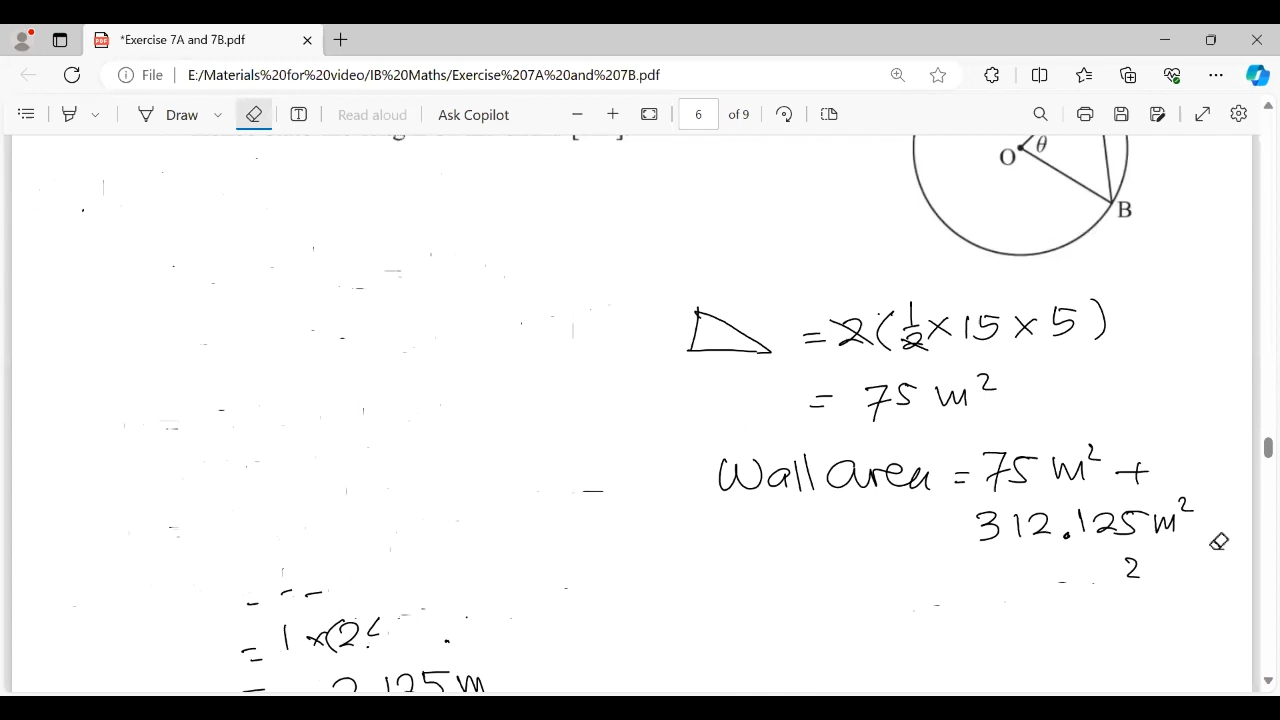 *Exercise 7A and 7B.pdf
File E:/Materials%20for%20video/IB%20Maths/Exercise%207A%20and%207B.pdf
Draw Read aloud Ask Copilot 6 of 9
O θ
B
= 2 ( 1/2 × 15 × 5 )
= 75 m²
Wall area = 75 m² +
312.125 m²
2
= 1 × (2
2.125 m